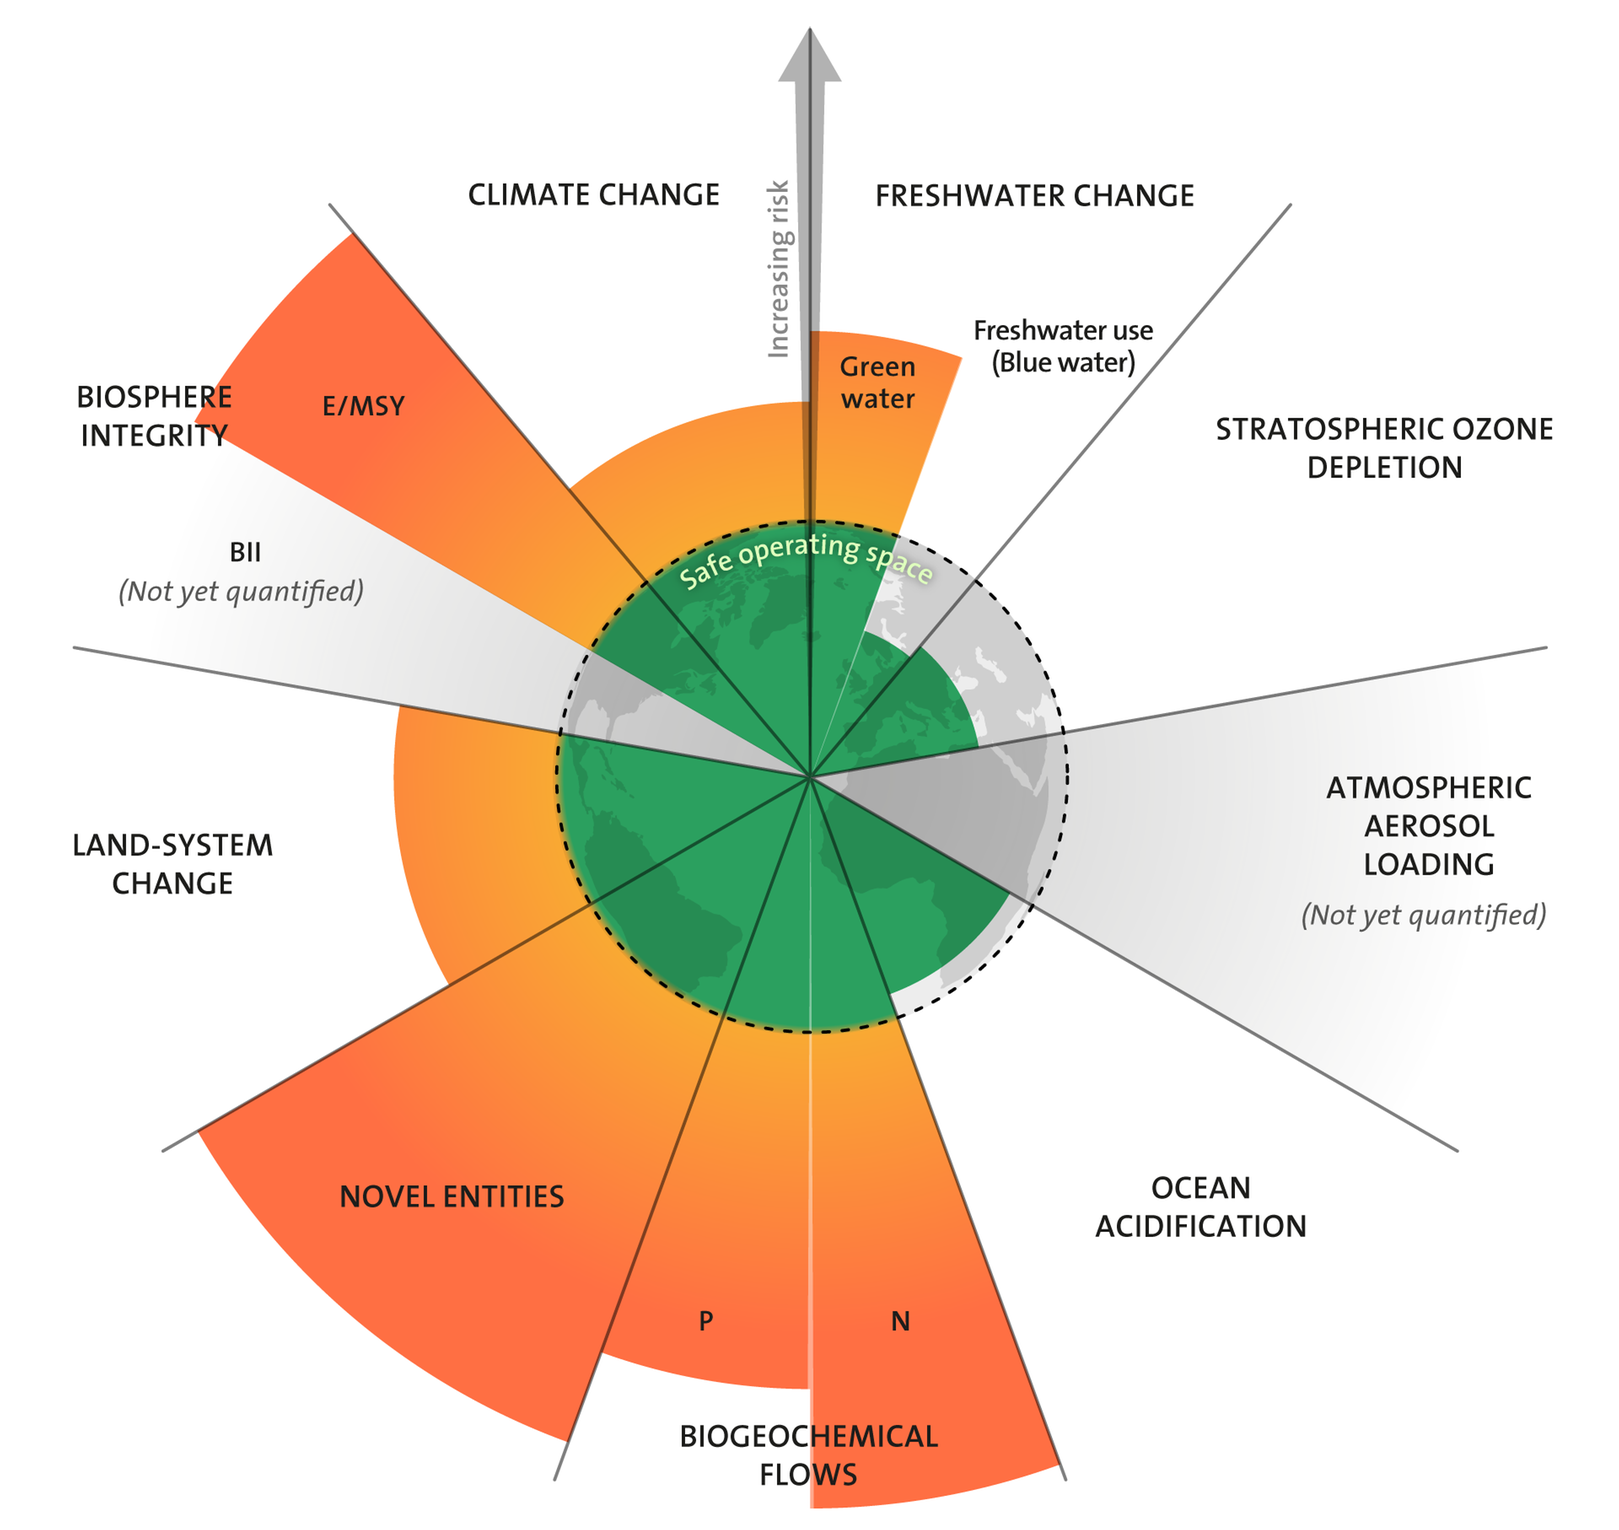 Increasing risk
CLIMATE CHANGE
FRESHWATER CHANGE
Green
water
Freshwater use
(Blue water)
STRATOSPHERIC OZONE
DEPLETION
ATMOSPHERIC
AEROSOL
LOADING
(Not yet quantified)
OCEAN
ACIDIFICATION
BIOGEOCHEMICAL
FLOWS
P
N
NOVEL ENTITIES
LAND-SYSTEM
CHANGE
BIOSPHERE
INTEGRITY
E/MSY
BII
(Not yet quantified)
Safe operating space